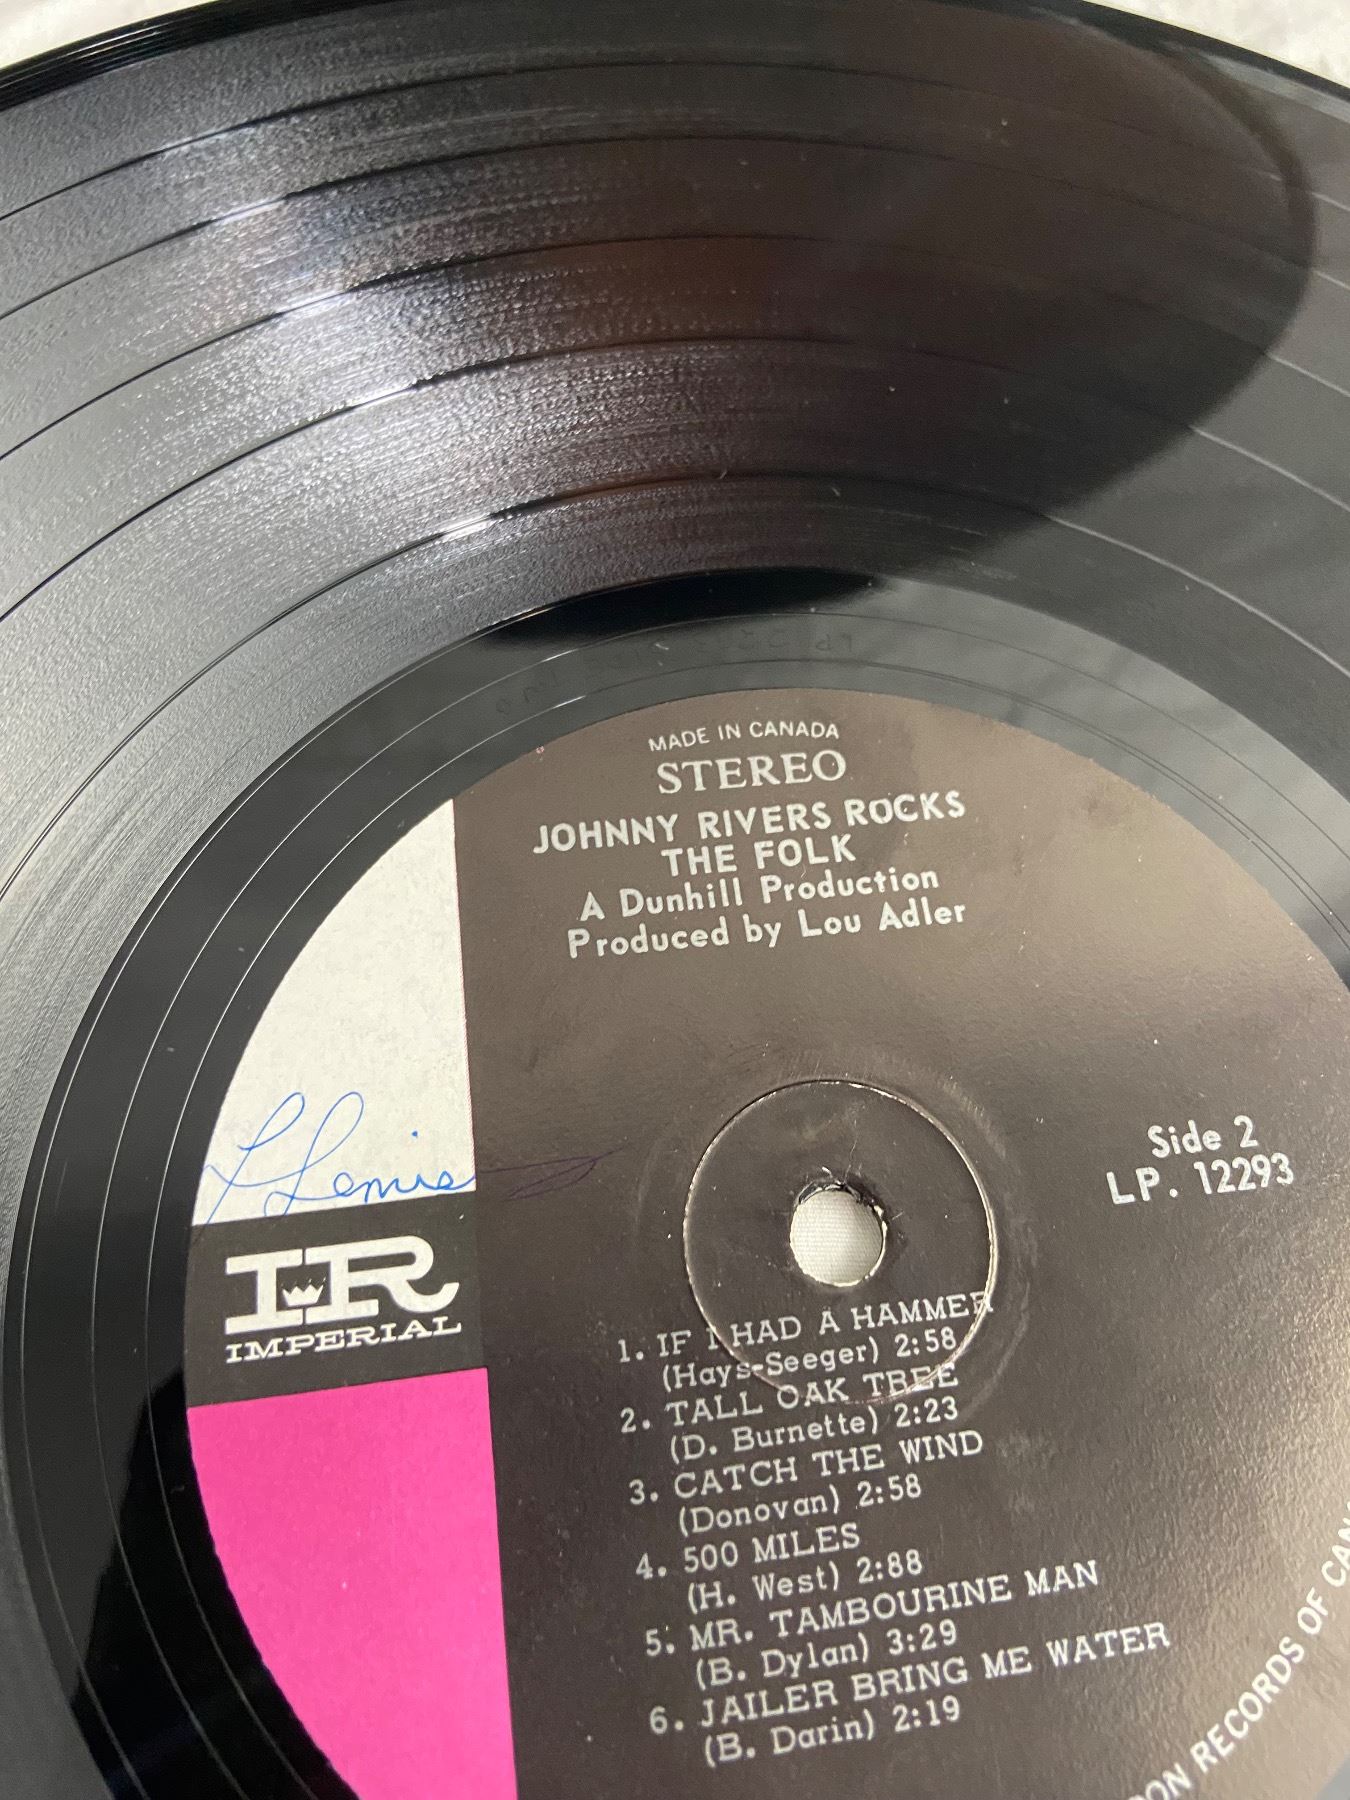 MADE IN CANADA
STEREO
JOHNNY RIVERS ROCKS
THE FOLK
A Dunhill Production
Produced by Lou Adler
Side 2
LP. 12293
IR
IMPERIAL
1. IF I HAD A HAMMER
(Hays-Seeger) 2:58
2. TALL OAK TREE
(D. Burnette) 2:23
3. CATCH THE WIND
(Donovan) 2:58
4. 500 MILES
(H. West) 2:88
5. MR. TAMBOURINE MAN
(B. Dylan) 3:29
6. JAILER BRING ME WATER
(B. Darin) 2:19
RECORDS OF